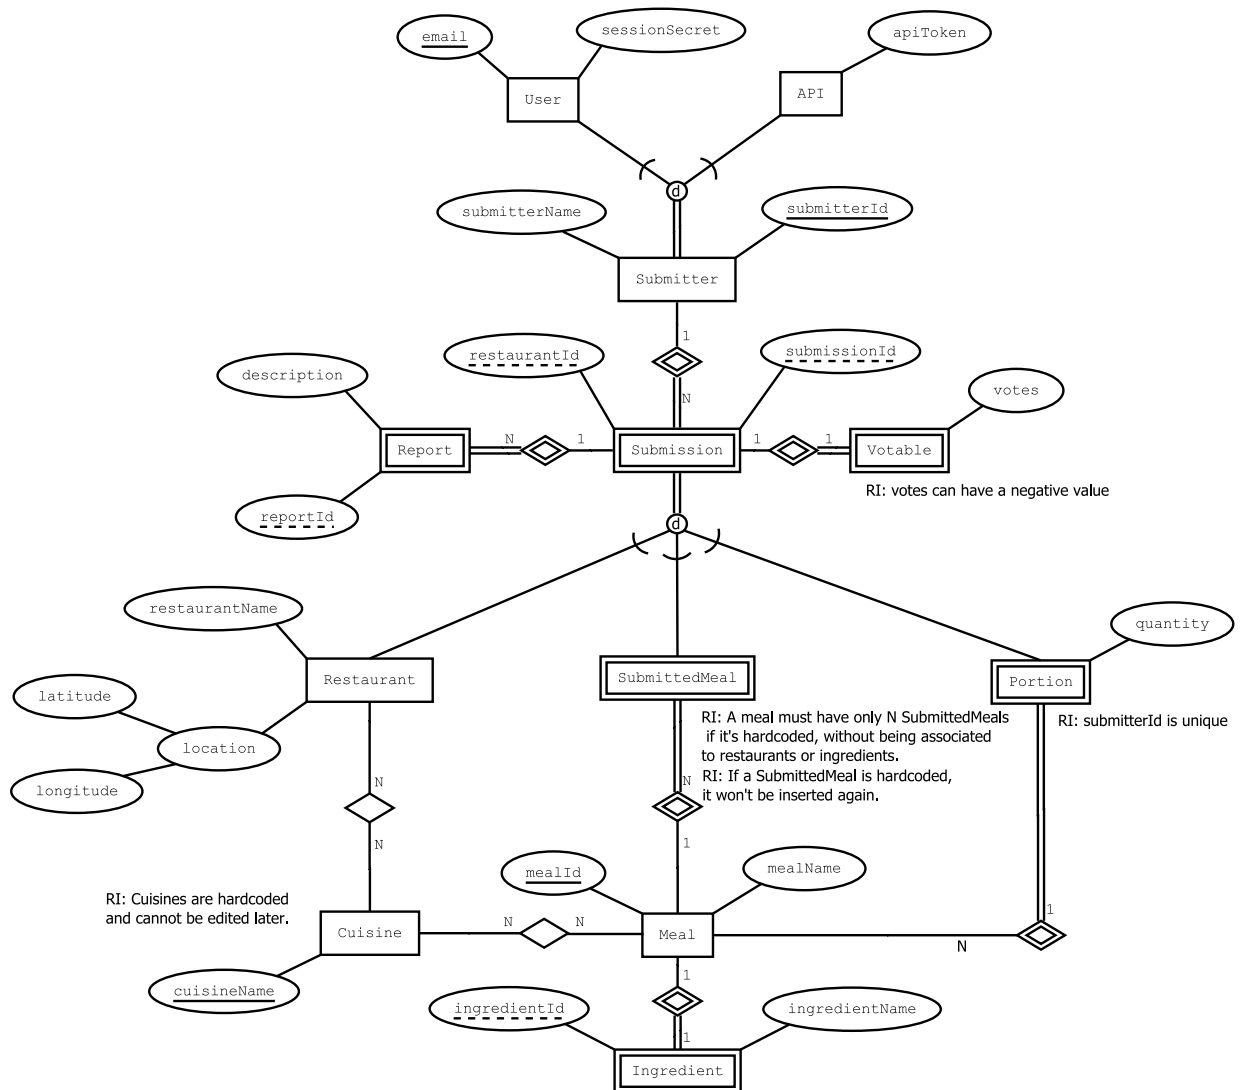 email
sessionSecret
apiToken
User
API
d
submitterName
submitterId
Submitter
1
restaurantId
submissionId
description
votes
N
Report
N
1
Submission
1
1
Votable
RI: votes can have a negative value
reportId
d
restaurantName
quantity
latitude
Restaurant
SubmittedMeal
Portion
RI: A meal must have only N SubmittedMeals
if it's hardcoded, without being associated
to restaurants or ingredients.
RI: submitterId is unique
location
longitude
N
N
RI: If a SubmittedMeal is hardcoded,
it won't be inserted again.
N
1
mealId
mealName
RI: Cuisines are hardcoded
and cannot be edited later.
1
Cuisine
N
N
Meal
N
cuisineName
1
ingredientId
ingredientName
1
Ingredient